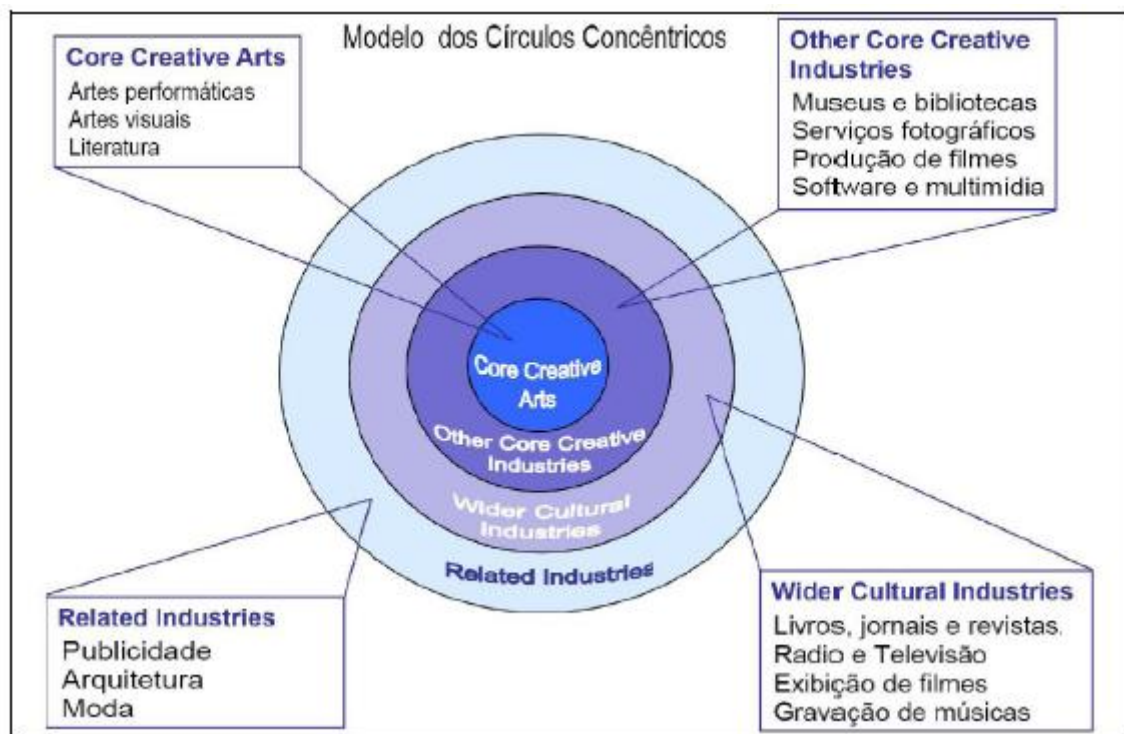 Modelo dos Círculos Concêntricos
Core Creative Arts
Artes performáticas
Artes visuais
Literatura
Other Core Creative
Industries
Museus e bibliotecas
Serviços fotográficos
Produção de filmes
Software e multimidia
Core Creative
Arts
Other Core Creative
Industries
Wider Cultural
Industries
Related Industries
Related Industries
Publicidade
Arquitetura
Moda
Wider Cultural Industries
Livros, jornais e revistas.
Radio e Televisão
Exibição de filmes
Gravação de músicas